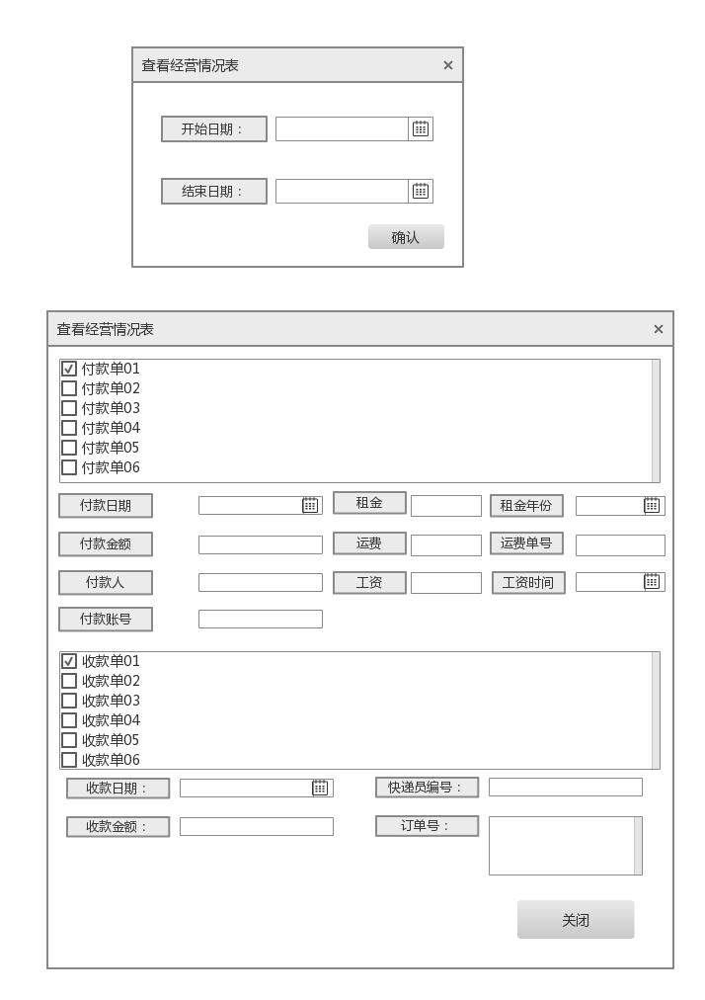 查看经营情况表
开始日期：
结束日期：
确认
查看经营情况表
付款单01
付款单02
付款单03
付款单04
付款单05
付款单06
付款日期 租金 租金年份
付款金额 运费 运费单号
付款人 工资 工资时间
付款账号
收款单01
收款单02
收款单03
收款单04
收款单05
收款单06
收款日期： 快递员编号：
收款金额： 订单号：
关闭